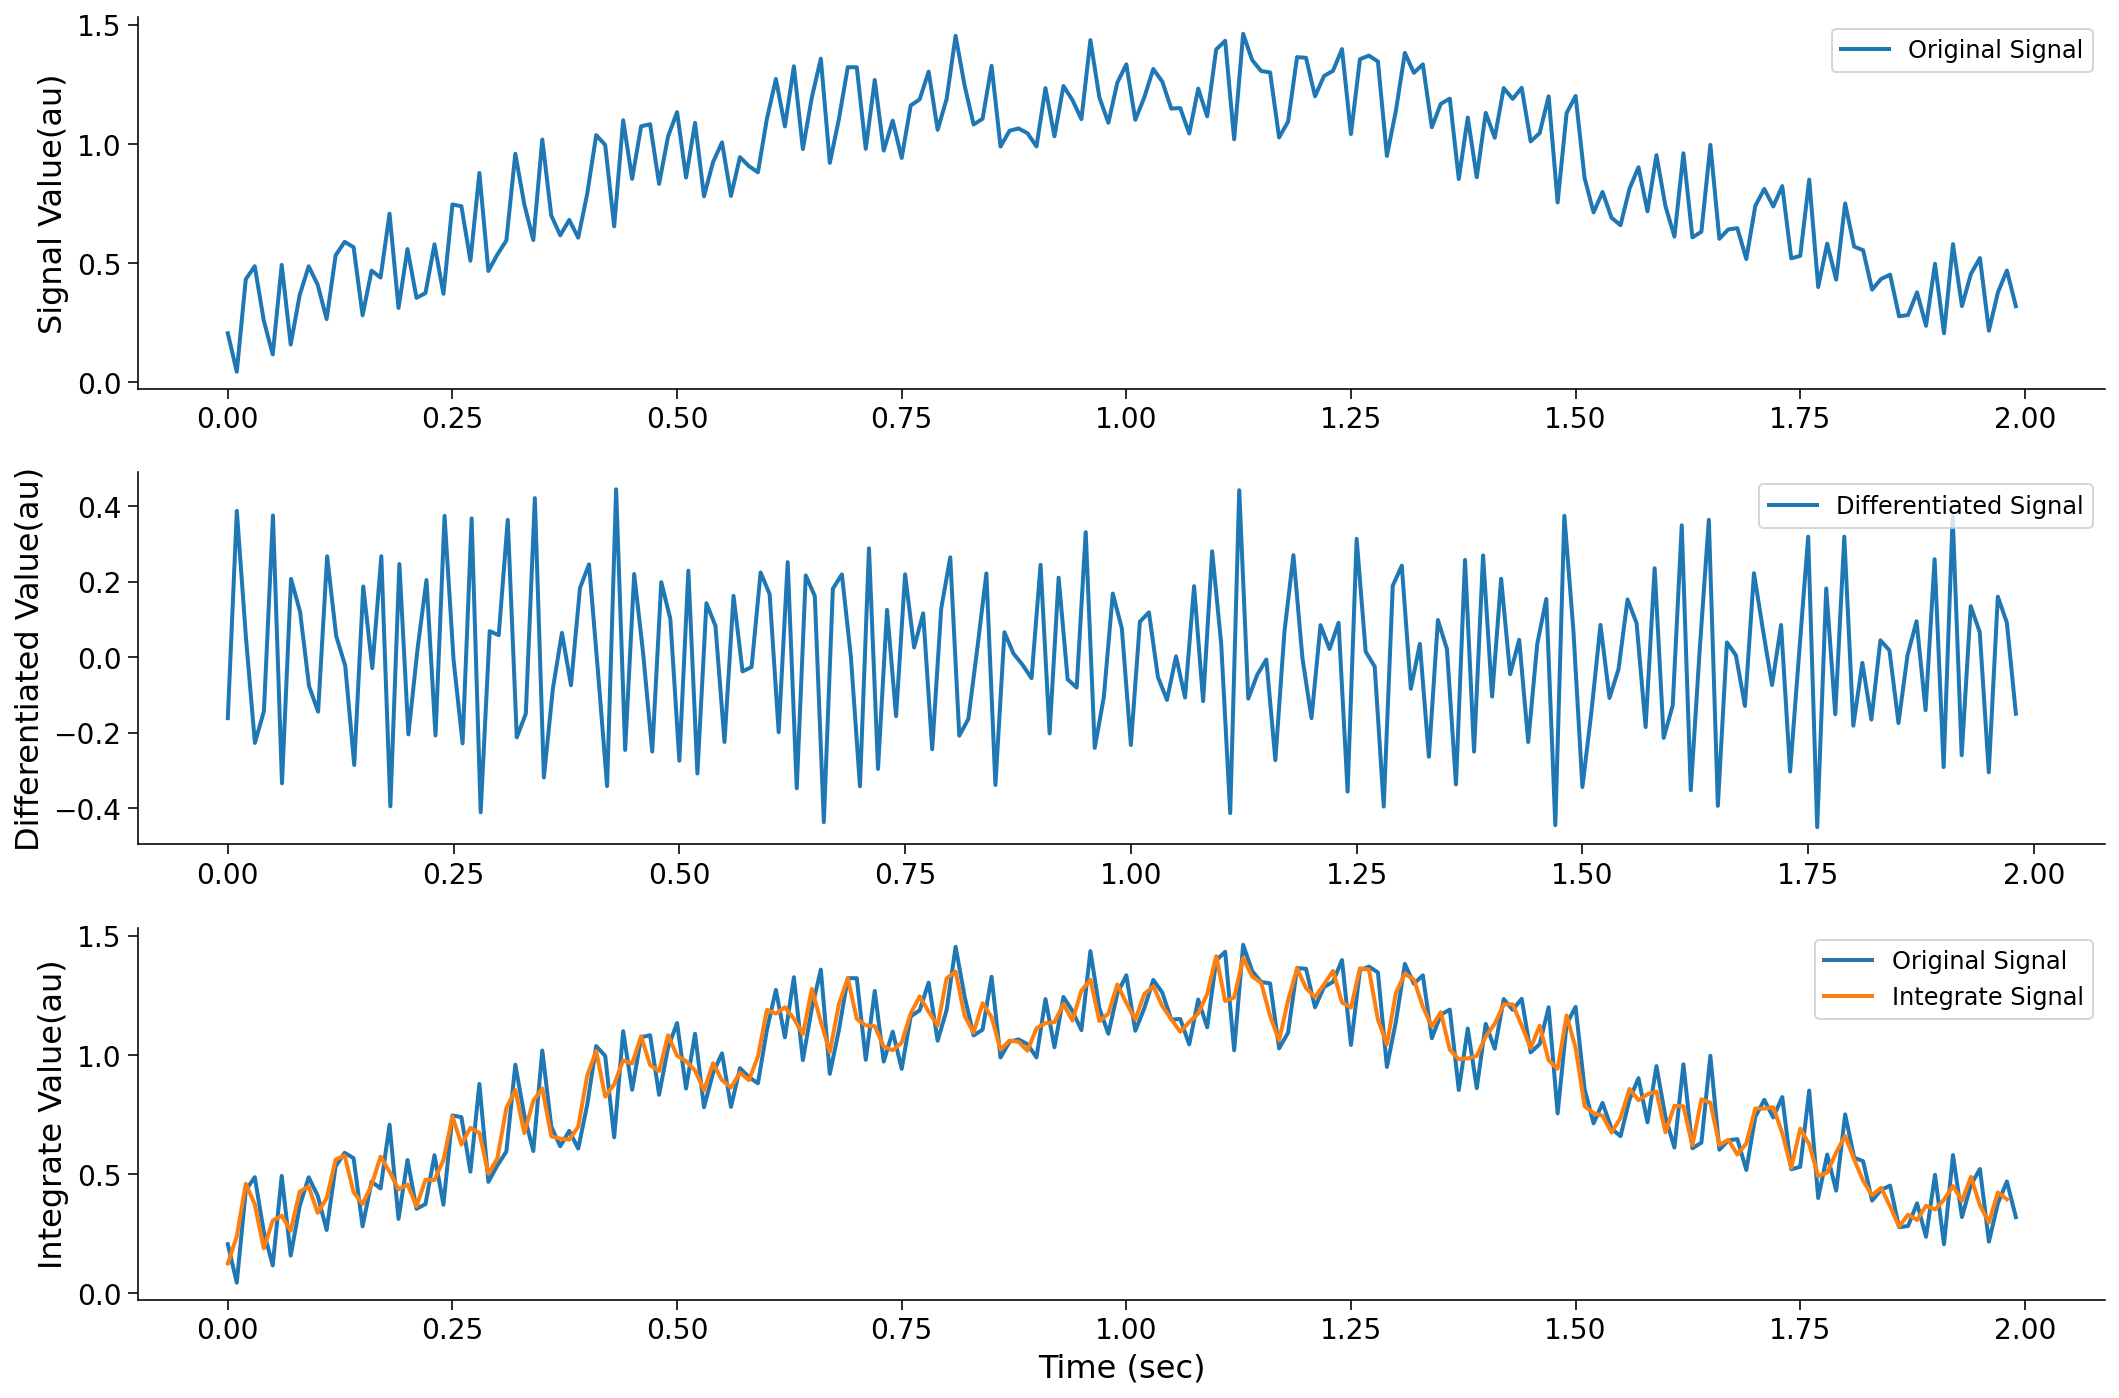 Signal Value(au)
1.5
1.0
0.5
0.0
Original Signal
0.00 0.25 0.50 0.75 1.00 1.25 1.50 1.75 2.00
Differentiated Value(au)
0.4
0.2
0.0
−0.2
−0.4
Differentiated Signal
0.00 0.25 0.50 0.75 1.00 1.25 1.50 1.75 2.00
Integrate Value(au)
1.5
1.0
0.5
0.0
Original Signal
Integrate Signal
0.00 0.25 0.50 0.75 1.00 1.25 1.50 1.75 2.00
Time (sec)